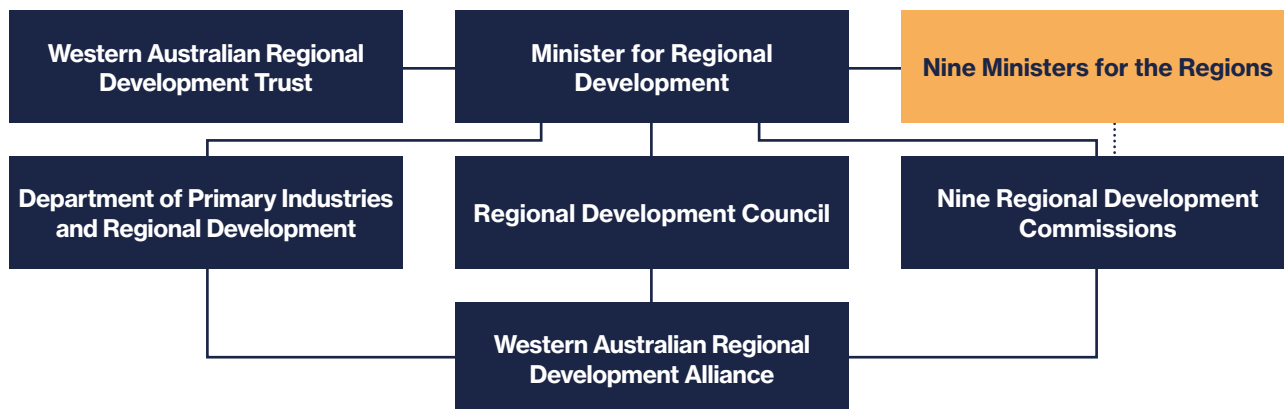 Western Australian Regional
Development Trust
Minister for Regional
Development
Nine Ministers for the Regions
Department of Primary Industries
and Regional Development
Regional Development Council
Nine Regional Development
Commissions
Western Australian Regional
Development Alliance